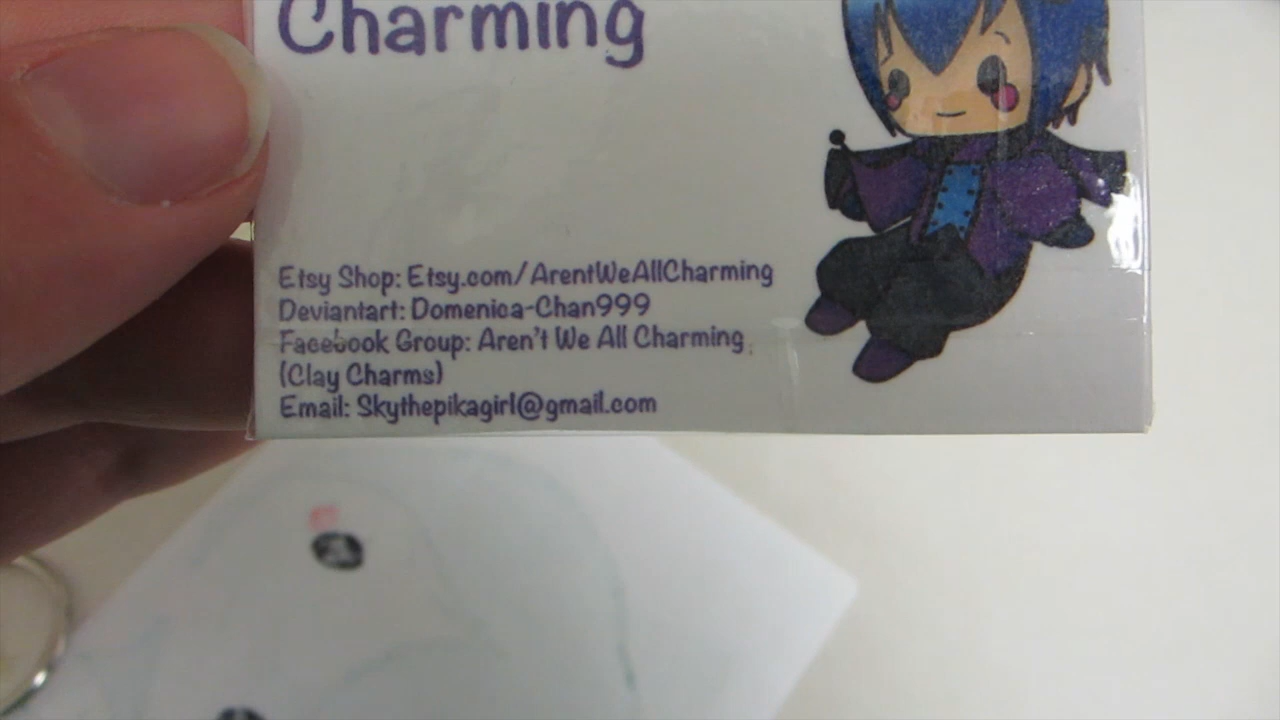 Charming
Etsy Shop: Etsy.com/ArentWeAllCharming
Deviantart: Domenica-Chan999
Facebook Group: Aren't We All Charming
(Clay Charms)
Email: Skythepikagirl@gmail.com